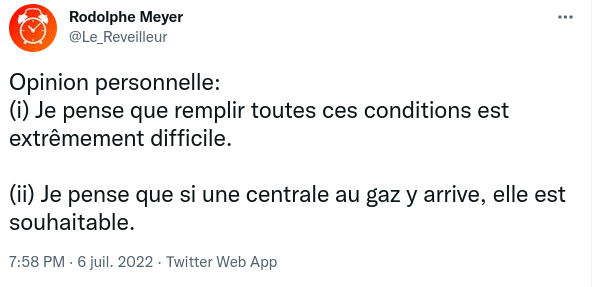 Rodolphe Meyer
@Le_Reveilleur
Opinion personnelle:
(i) Je pense que remplir toutes ces conditions est
extrêmement difficile.
(ii) Je pense que si une centrale au gaz y arrive, elle est
souhaitable.
7:58 PM · 6 juil. 2022 · Twitter Web App